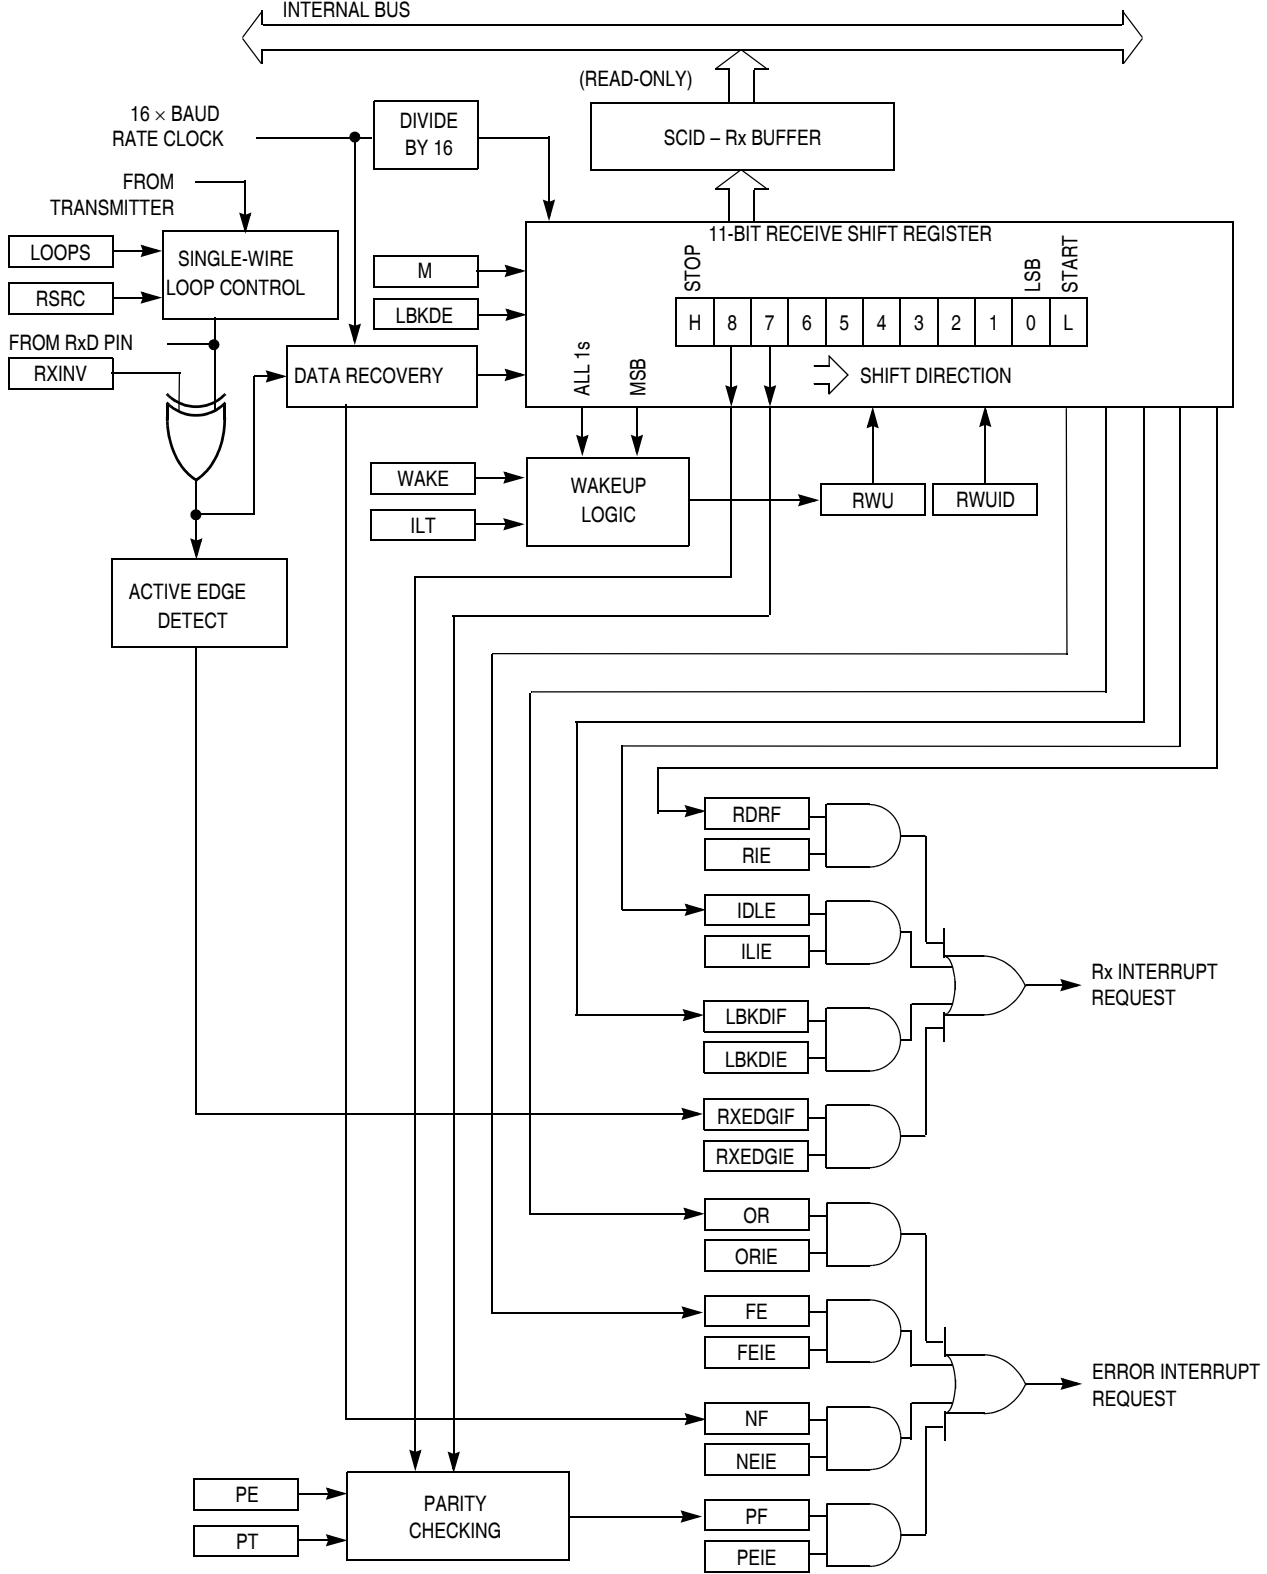 INTERNAL BUS
(READ-ONLY)
16 × BAUD
RATE CLOCK
DIVIDE
BY 16
SCID – Rx BUFFER
FROM
TRANSMITTER
LOOPS
RSRC
SINGLE-WIRE
LOOP CONTROL
FROM RxD PIN
RXINV
M
LBKDE
DATA RECOVERY
11-BIT RECEIVE SHIFT REGISTER
STOP
LSB
START
H 8 7 6 5 4 3 2 1 0 L
ALL 1s
MSB
SHIFT DIRECTION
WAKE
ILT
WAKEUP
LOGIC
RWU
RWUID
ACTIVE EDGE
DETECT
RDRF
RIE
IDLE
ILIE
LBKDIF
LBKDIE
RXEDGIF
RXEDGIE
Rx INTERRUPT
REQUEST
OR
ORIE
FE
FEIE
NF
NEIE
PF
PEIE
ERROR INTERRUPT
REQUEST
PE
PT
PARITY
CHECKING